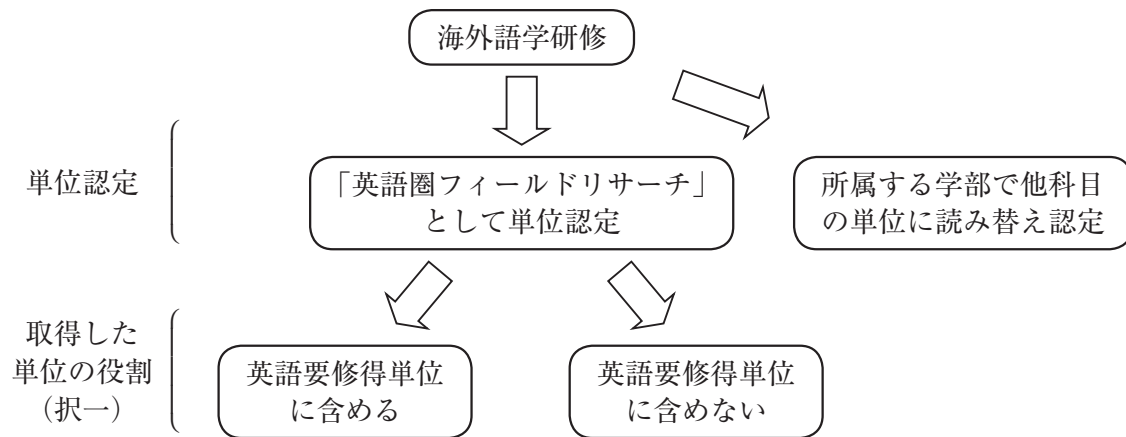 海外語学研修
単位認定
「英語圏フィールドリサーチ」
として単位認定
所属する学部で他科目
の単位に読み替え認定
取得した
単位の役割
（択一）
英語要修得単位
に含める
英語要修得単位
に含めない